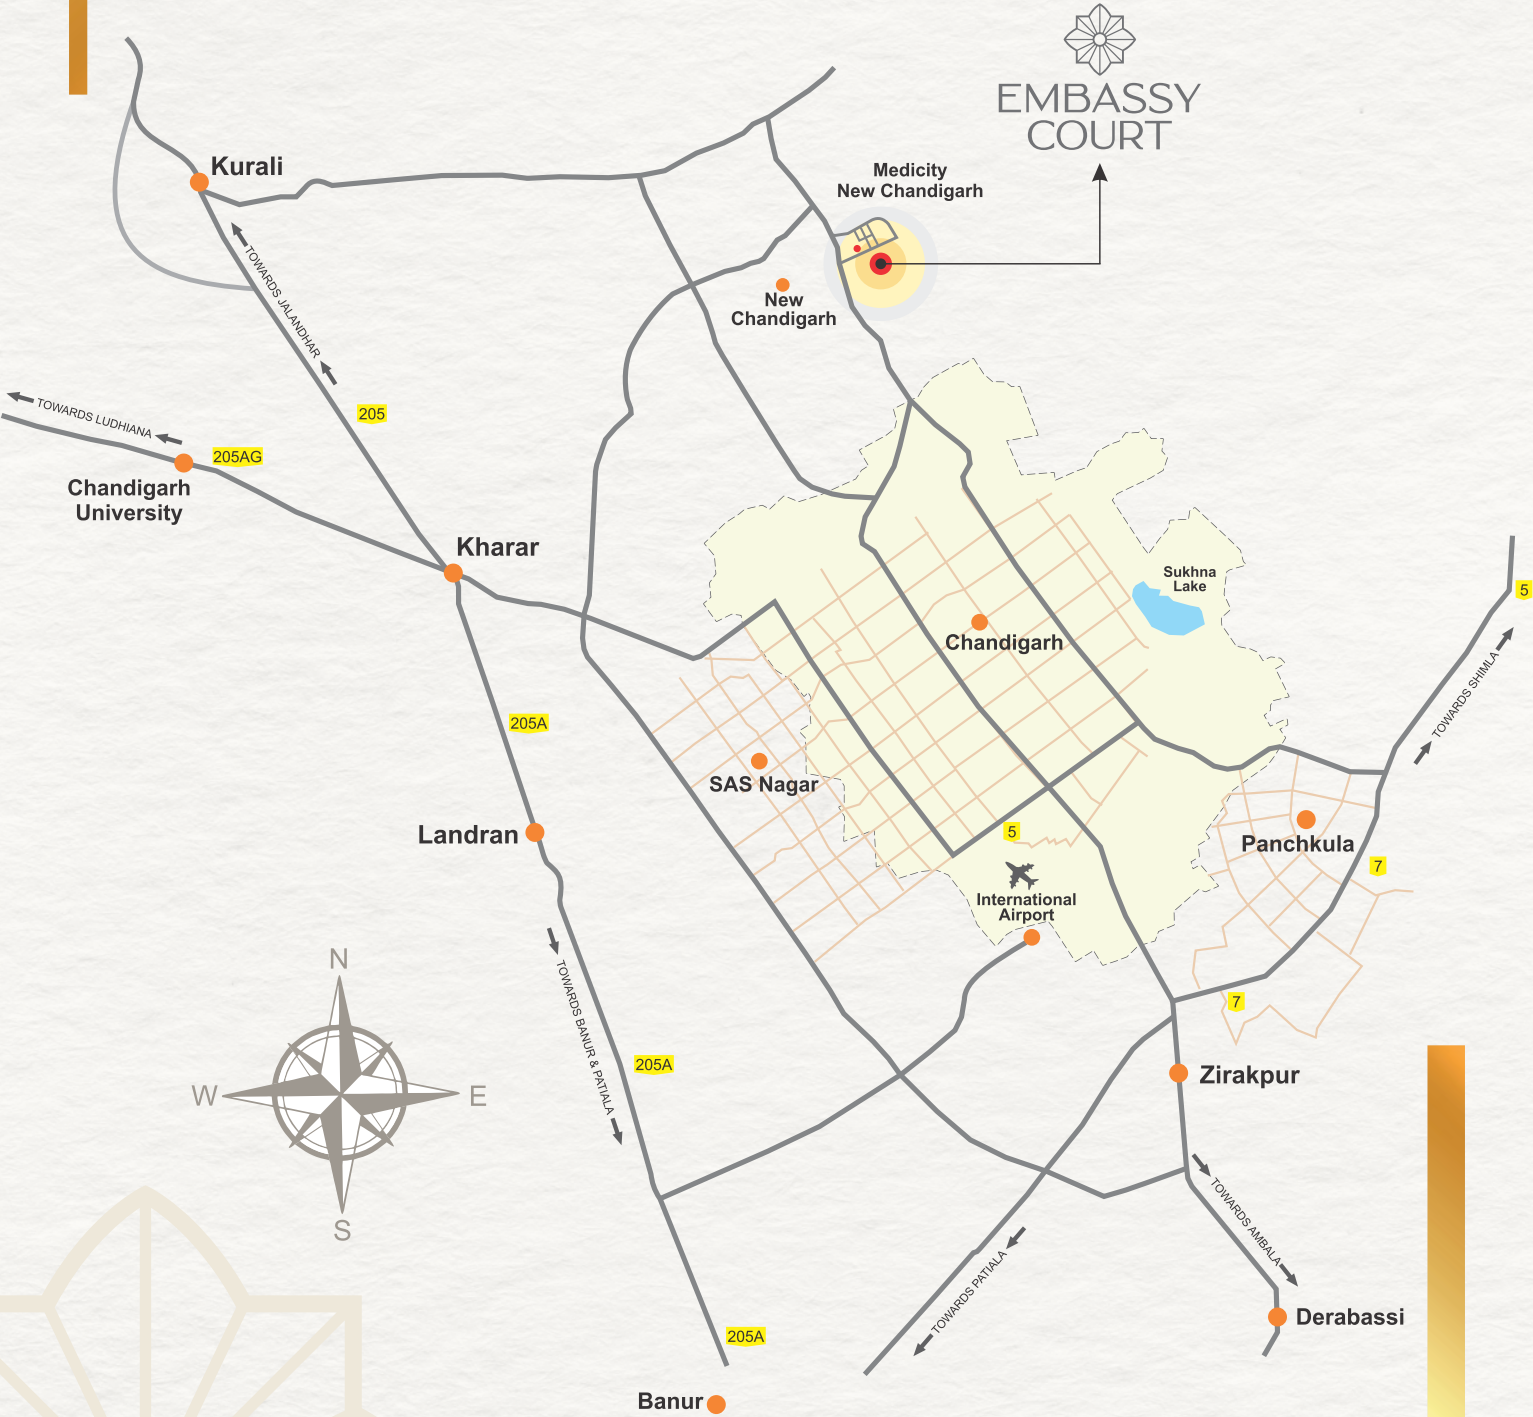 EMBASSY
COURT
Kurali
Medicity
New Chandigarh
TOWARDS JALANDHAR
New
Chandigarh
205
TOWARDS LUDHIANA
205AG
Chandigarh
University
Kharar
Sukhna
Lake
5
Chandigarh
TOWARDS SHIMLA
205A
SAS Nagar
Landran
5
Panchkula
7
International
Airport
N
W
E
S
TOWARDS BANUR & PATIALA
7
205A
Zirakpur
TOWARDS AMBALA
TOWARDS PATIALA
Derabassi
205A
Banur